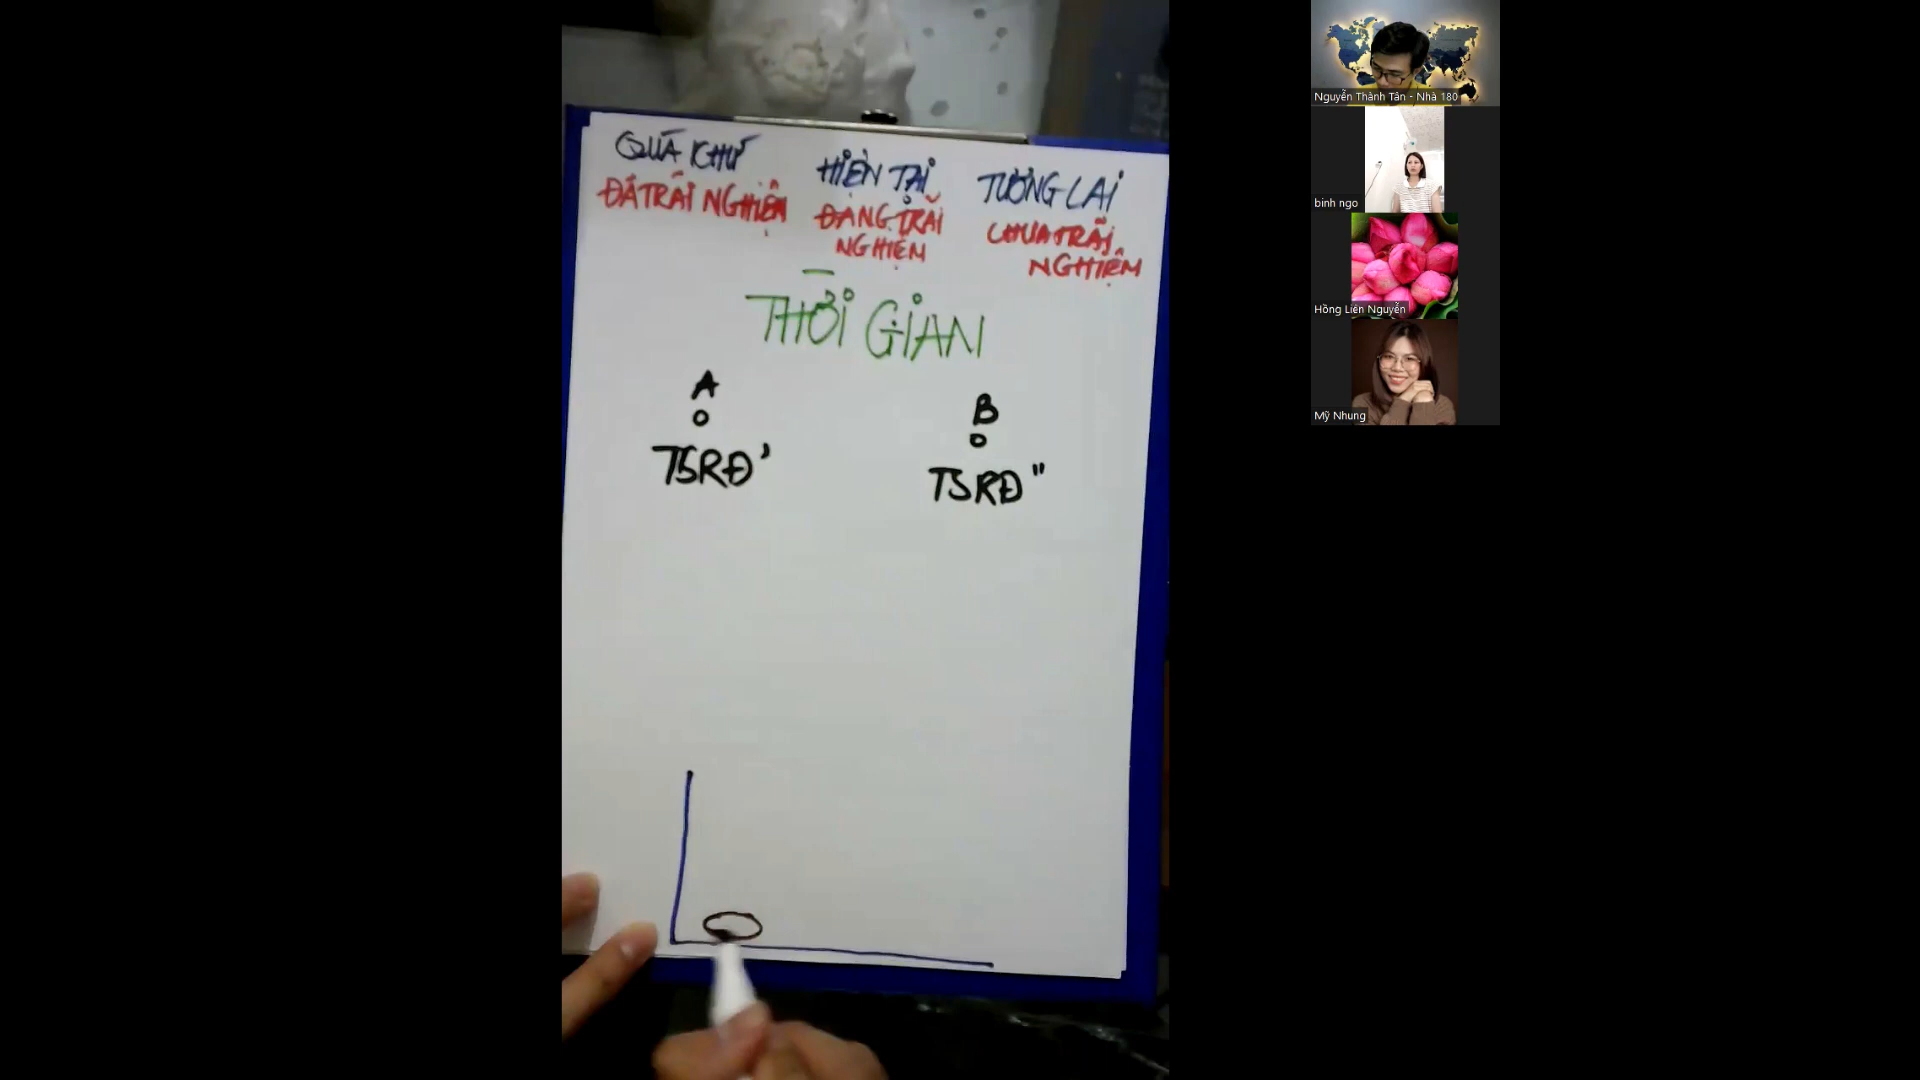 QUÁ KHỨ
ĐÃ TRẢI NGHIỆM
HIỆN TẠI
ĐANG TRẢI
NGHIỆM
TƯƠNG LAI
CHƯA TRẢI
NGHIỆM
THỜI GIAN
A
B
TSRĐ'
TSRĐ"
Nguyễn Thành Tân - Nhà 180
binh ngo
Hồng Liên Nguyễn
Mỹ Nhung